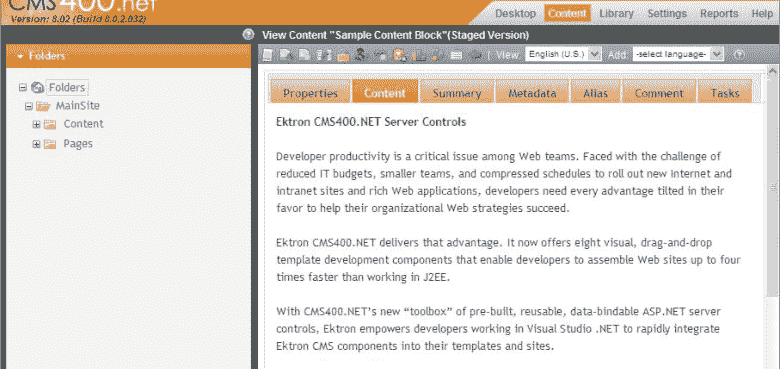 CMS400.net
Version: 8.02 (Build 8.0.2.032)
Desktop Content Library Settings Reports Help
View Content "Sample Content Block"(Staged Version)
Folders
View: English (U.S.) Add: -select language-
Folders
MainSite
Content
Pages
Properties Content Summary Metadata Alias Comment Tasks
Ektron CMS400.NET Server Controls
Developer productivity is a critical issue among Web teams. Faced with the challenge of
reduced IT budgets, smaller teams, and compressed schedules to roll out new Internet and
intranet sites and rich Web applications, developers need every advantage tilted in their
favor to help their organizational Web strategies succeed.
Ektron CMS400.NET delivers that advantage. It now offers eight visual, drag-and-drop
template development components that enable developers to assemble Web sites up to four
times faster than working in J2EE.
With CMS400.NET’s new “toolbox” of pre-built, reusable, data-bindable ASP.NET server
controls, Ektron empowers developers working in Visual Studio .NET to rapidly integrate
Ektron CMS components into their templates and sites.